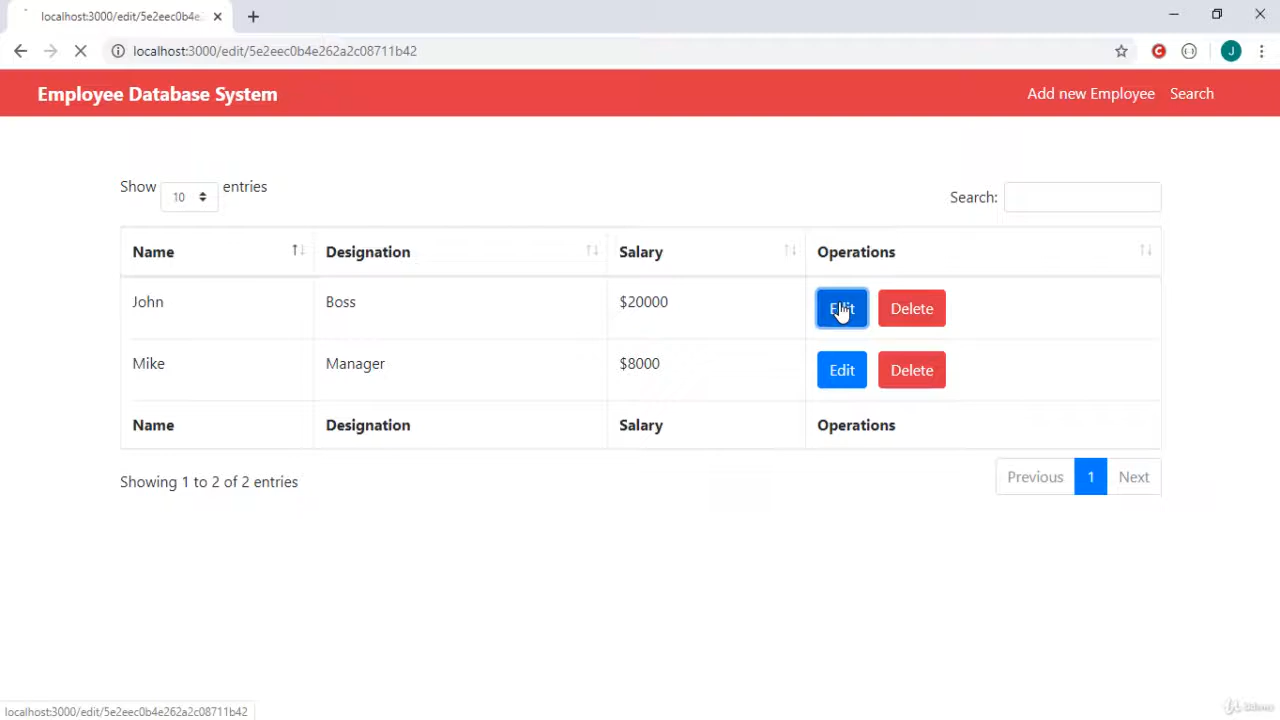 localhost:3000/edit/5e2eec0b4e
localhost:3000/edit/5e2eec0b4e262a2c08711b42
J
Employee Database System
Add new Employee Search
Show 10 entries
Search:
Name Designation Salary Operations
John Boss $20000 Edit Delete
Mike Manager $8000 Edit Delete
Name Designation Salary Operations
Showing 1 to 2 of 2 entries
Previous 1 Next
localhost:3000/edit/5e2eec0b4e262a2c08711b42
Udemy